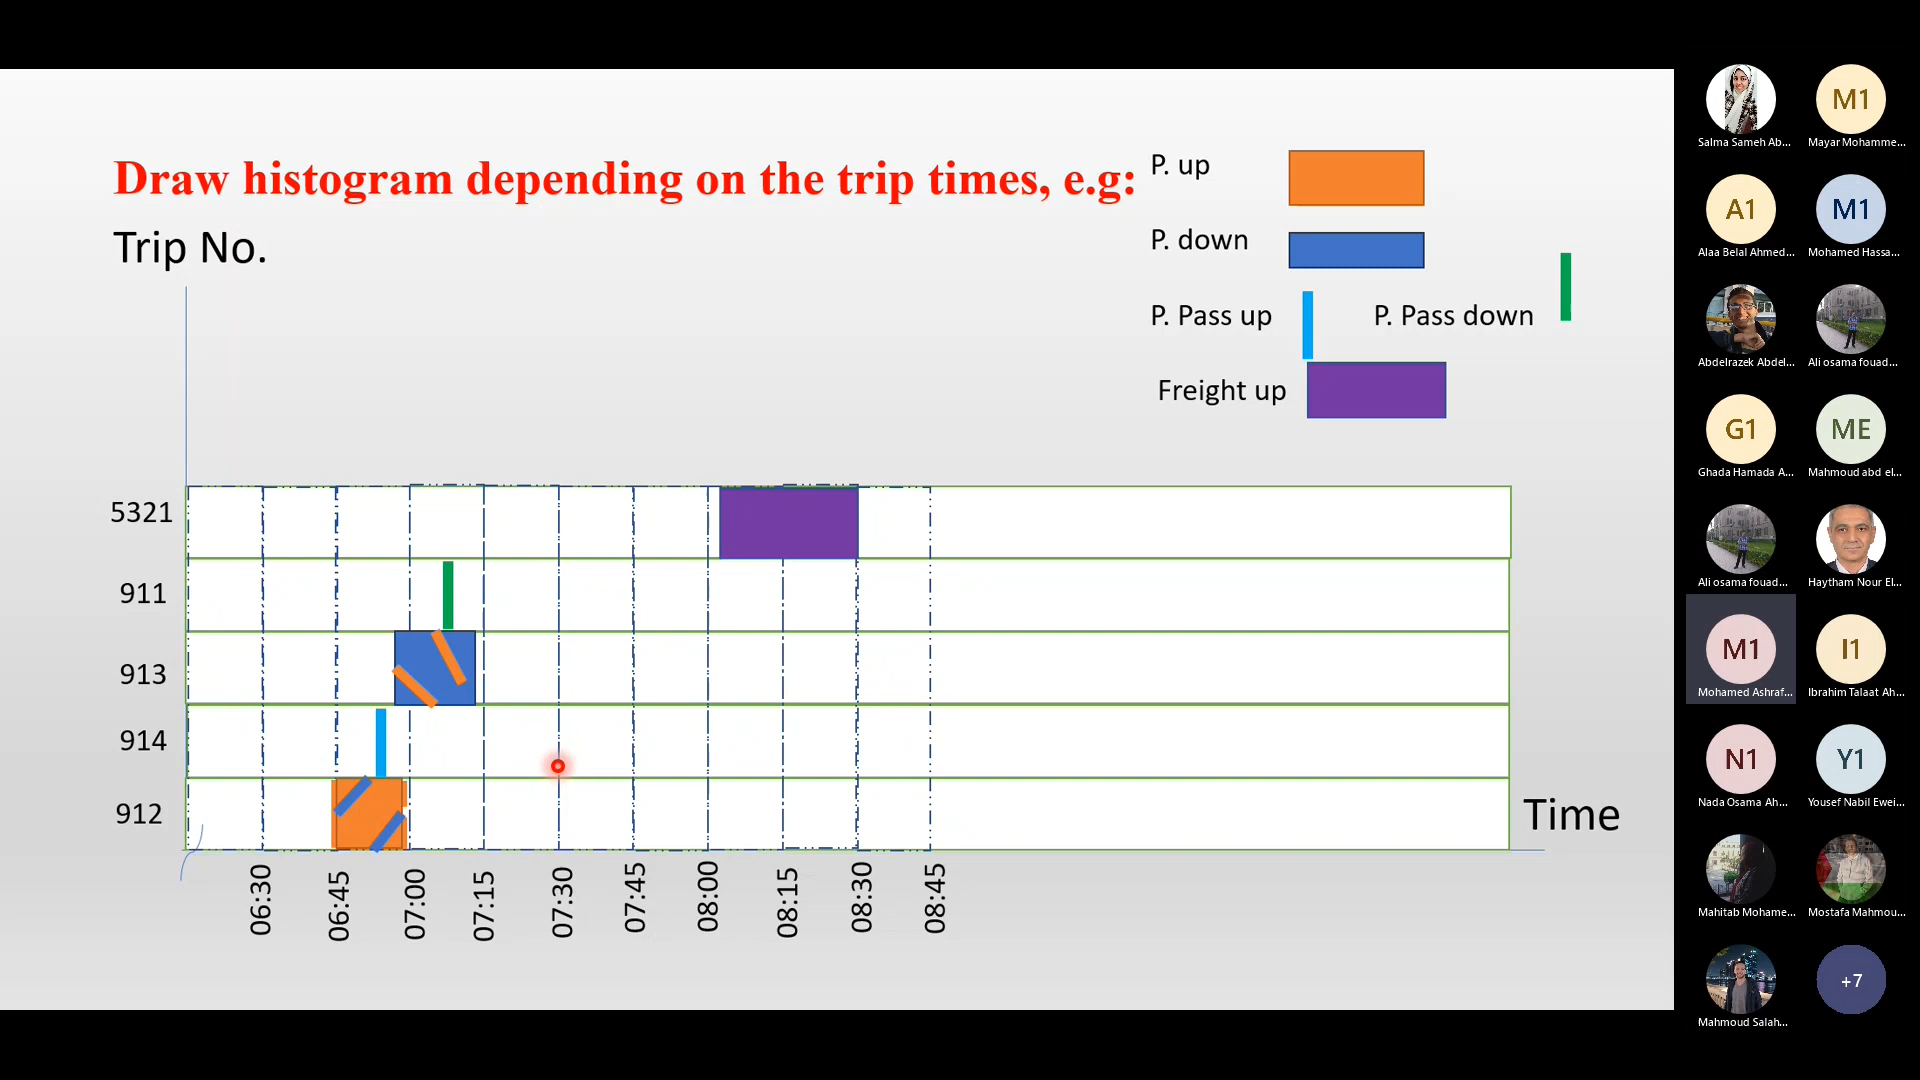 Draw histogram depending on the trip times, e.g:
Trip No.
P. up
P. down
P. Pass up
P. Pass down
Freight up
5321
911
913
914
912
Time
06:30
06:45
07:00
07:15
07:30
07:45
08:00
08:15
08:30
08:45
Salma Sameh Ab...
M1
Mayar Mohamme...
A1
Alaa Belal Ahmed...
M1
Mohamed Hassa...
Abdelrazek Abdel...
Ali osama fouad...
G1
Ghada Hamada A...
ME
Mahmoud abd el...
Ali osama fouad...
Haytham Nour El...
M1
Mohamed Ashraf...
I1
Ibrahim Talaat Ah...
N1
Nada Osama Ah...
Y1
Yousef Nabil Ewei...
Mahitab Mohame...
Mostafa Mahmou...
Mahmoud Salah...
+7